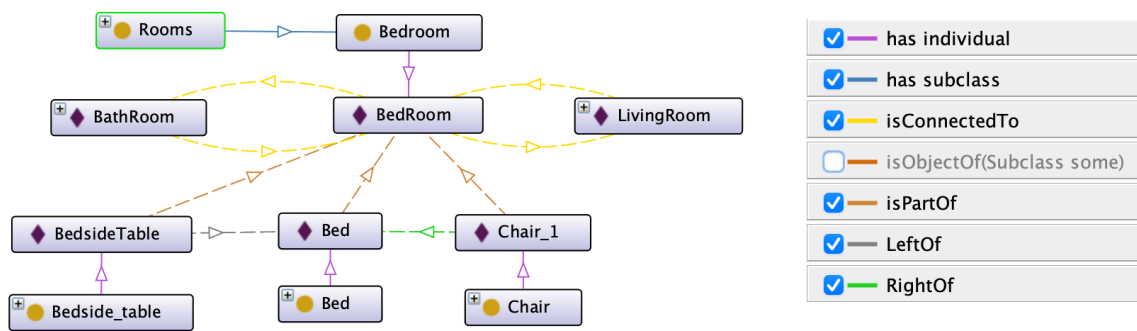 Rooms
Bedroom
BathRoom
BedRoom
LivingRoom
BedsideTable
Bed
Chair_1
Bedside_table
Bed
Chair
has individual
has subclass
isConnectedTo
isObjectOf(Subclass some)
isPartOf
LeftOf
RightOf